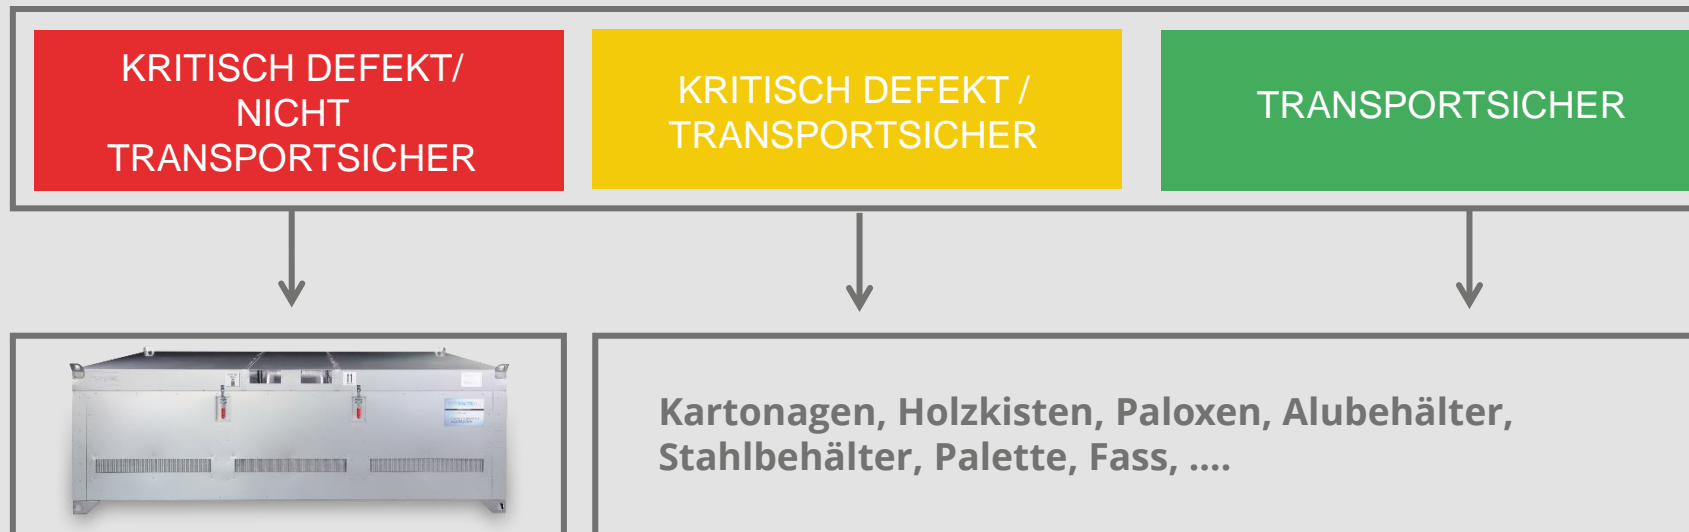 KRITISCH DEFEKT/
NICHT
TRANSPORTSICHER
KRITISCH DEFEKT /
TRANSPORTSICHER
TRANSPORTSICHER
Kartonagen, Holzkisten, Paloxen, Alubehälter,
Stahlbehälter, Palette, Fass, ....